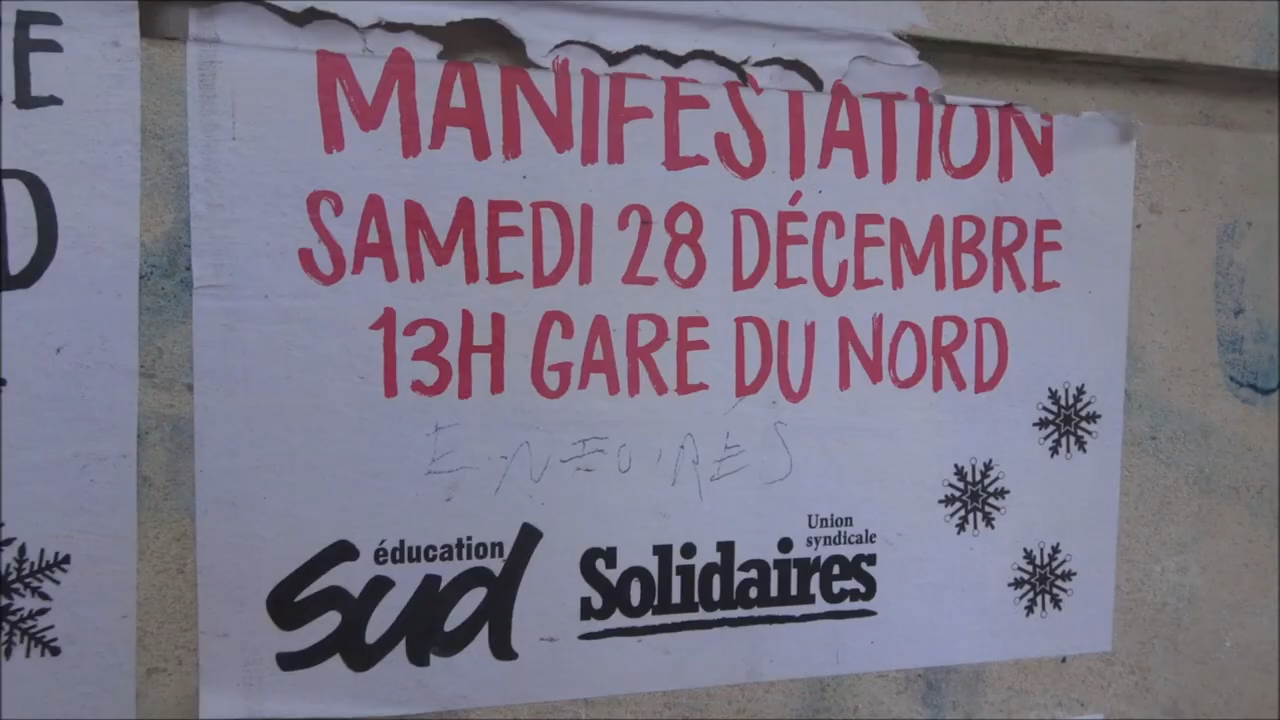 E
D
MANIFESTATION
SAMEDI 28 DÉCEMBRE
13H GARE DU NORD
éducation
Sud
Union
syndicale
Solidaires